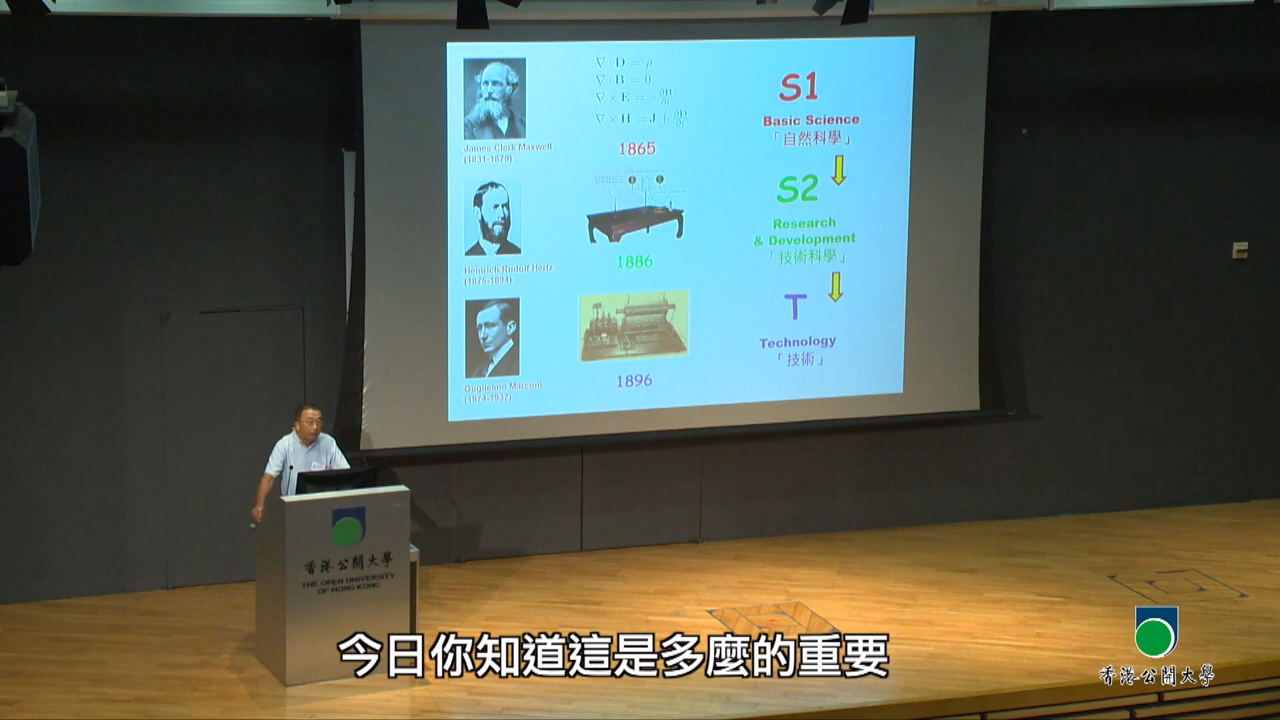 ∇ · D = ρ
∇ · B = 0
∇ × E = −∂B/∂t
∇ × H = J + ∂D/∂t
James Clerk Maxwell
(1831-1879)
1865
S1
Basic Science
「自然科學」
Heinrich Rudolf Hertz
(1875-1894)
1886
S2
Research
& Development
「技術科學」
Guglielmo Marconi
(1874-1937)
1896
T
Technology
「技術」
香港公開大學
THE OPEN UNIVERSITY
OF HONG KONG
今日你知道這是多麼的重要
香港公開大學